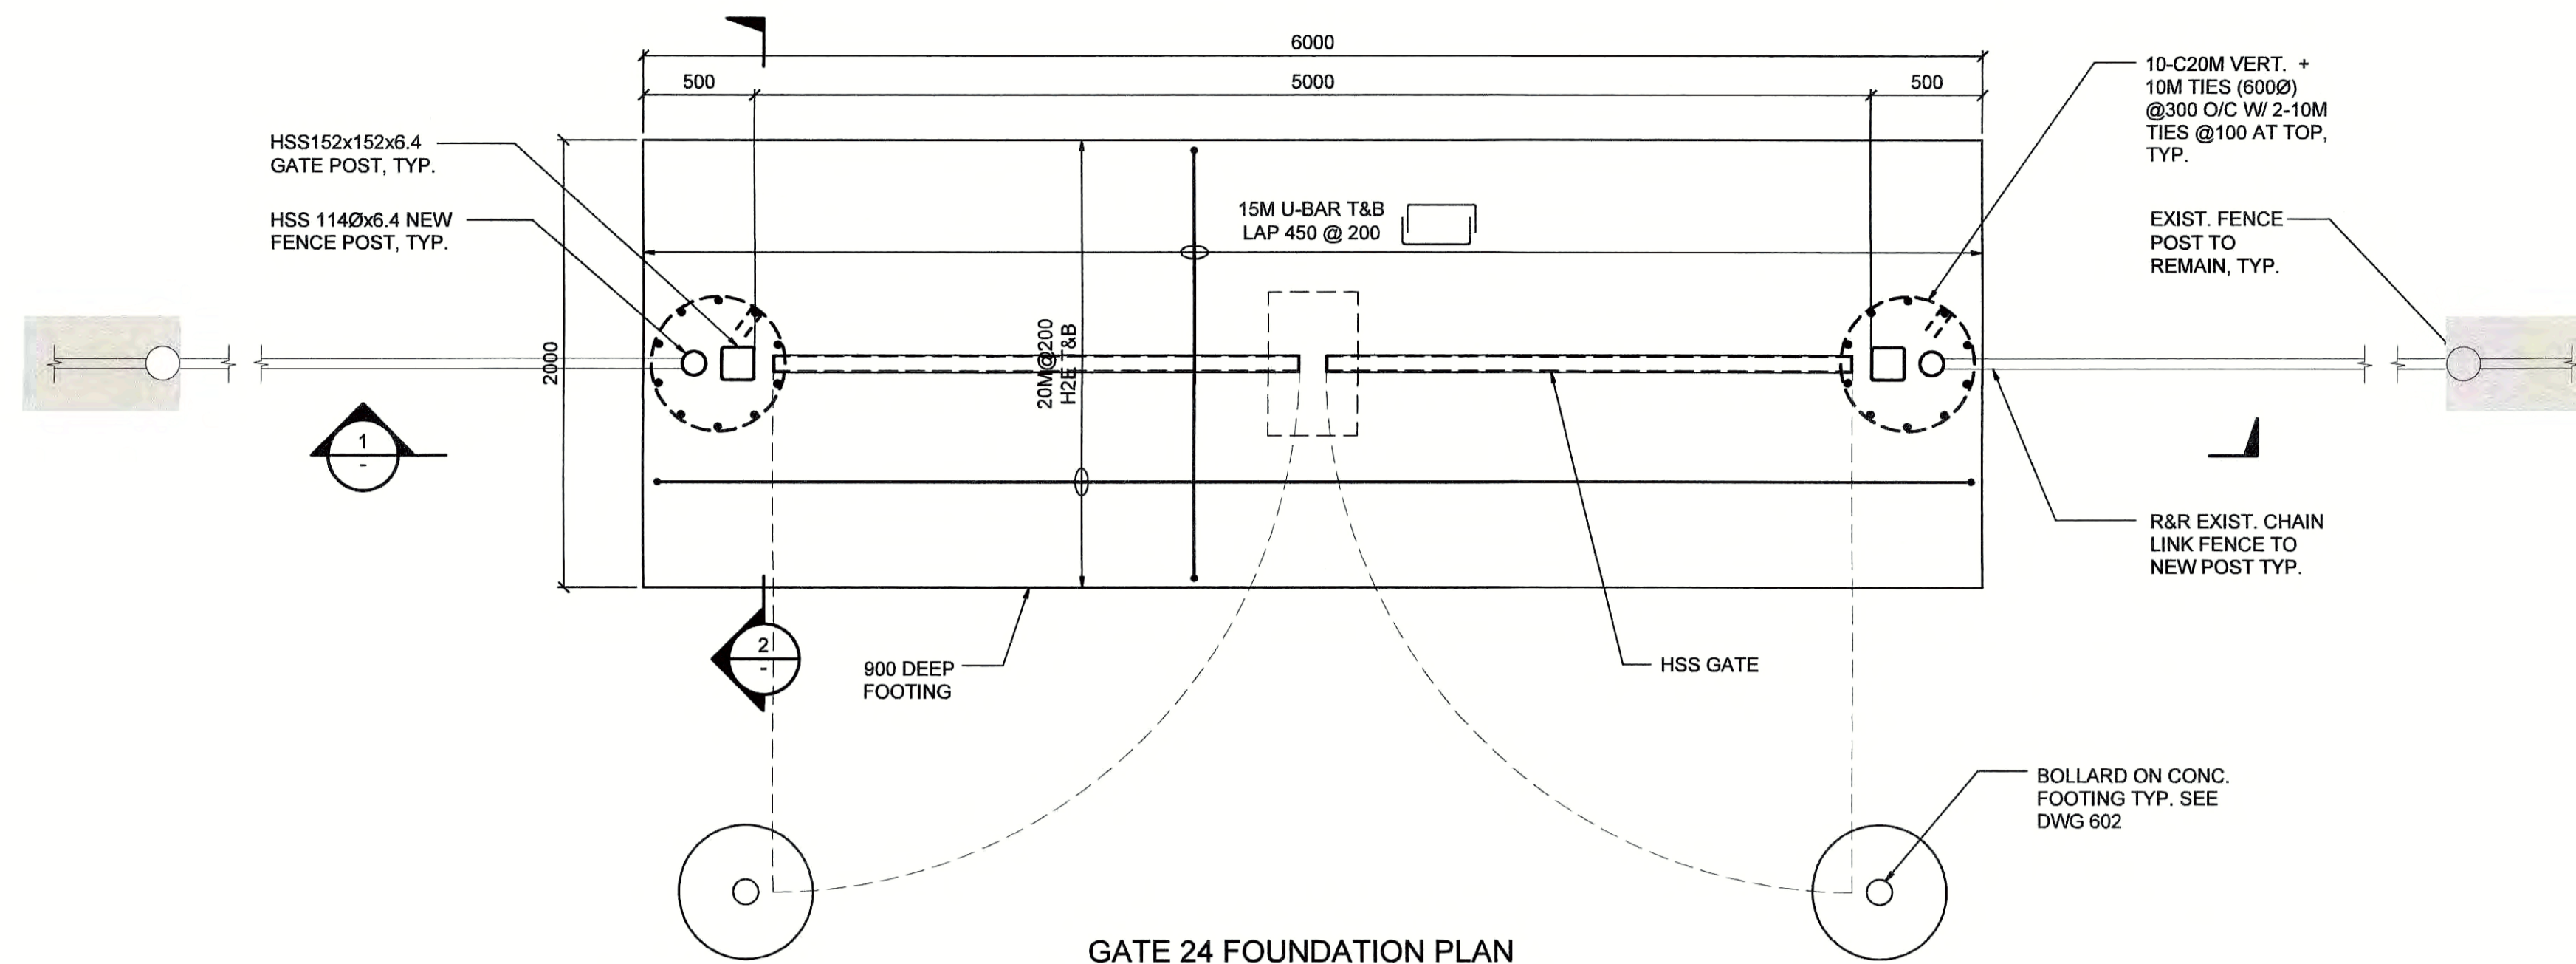 6000
500
5000
500
HSS152x152x6.4
GATE POST, TYP.
HSS 114Øx6.4 NEW
FENCE POST, TYP.
10-C20M VERT. +
10M TIES (600Ø)
@300 O/C W/ 2-10M
TIES @100 AT TOP,
TYP.
15M U-BAR T&B
LAP 450 @ 200
EXIST. FENCE
POST TO
REMAIN, TYP.
2000
20M@200
H2E T&B
1
-
R&R EXIST. CHAIN
LINK FENCE TO
NEW POST TYP.
2
-
900 DEEP
FOOTING
HSS GATE
BOLLARD ON CONC.
FOOTING TYP. SEE
DWG 602
GATE 24 FOUNDATION PLAN